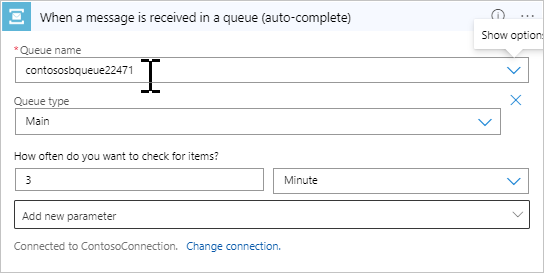 When a message is received in a queue (auto-complete)
Show options
*Queue name
contososbqueue22471
Queue type
Main
How often do you want to check for items?
3 Minute
Add new parameter
Connected to ContosoConnection. Change connection.